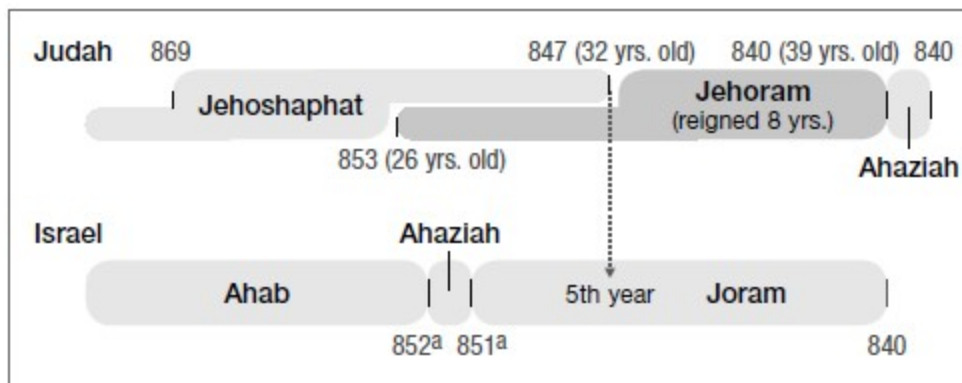 Judah 869 847 (32 yrs. old) 840 (39 yrs. old) 840
Jehoshaphat Jehoram
(reigned 8 yrs.)
853 (26 yrs. old) Ahaziah
Israel Ahaziah
Ahab 5th year Joram
852a 851a 840